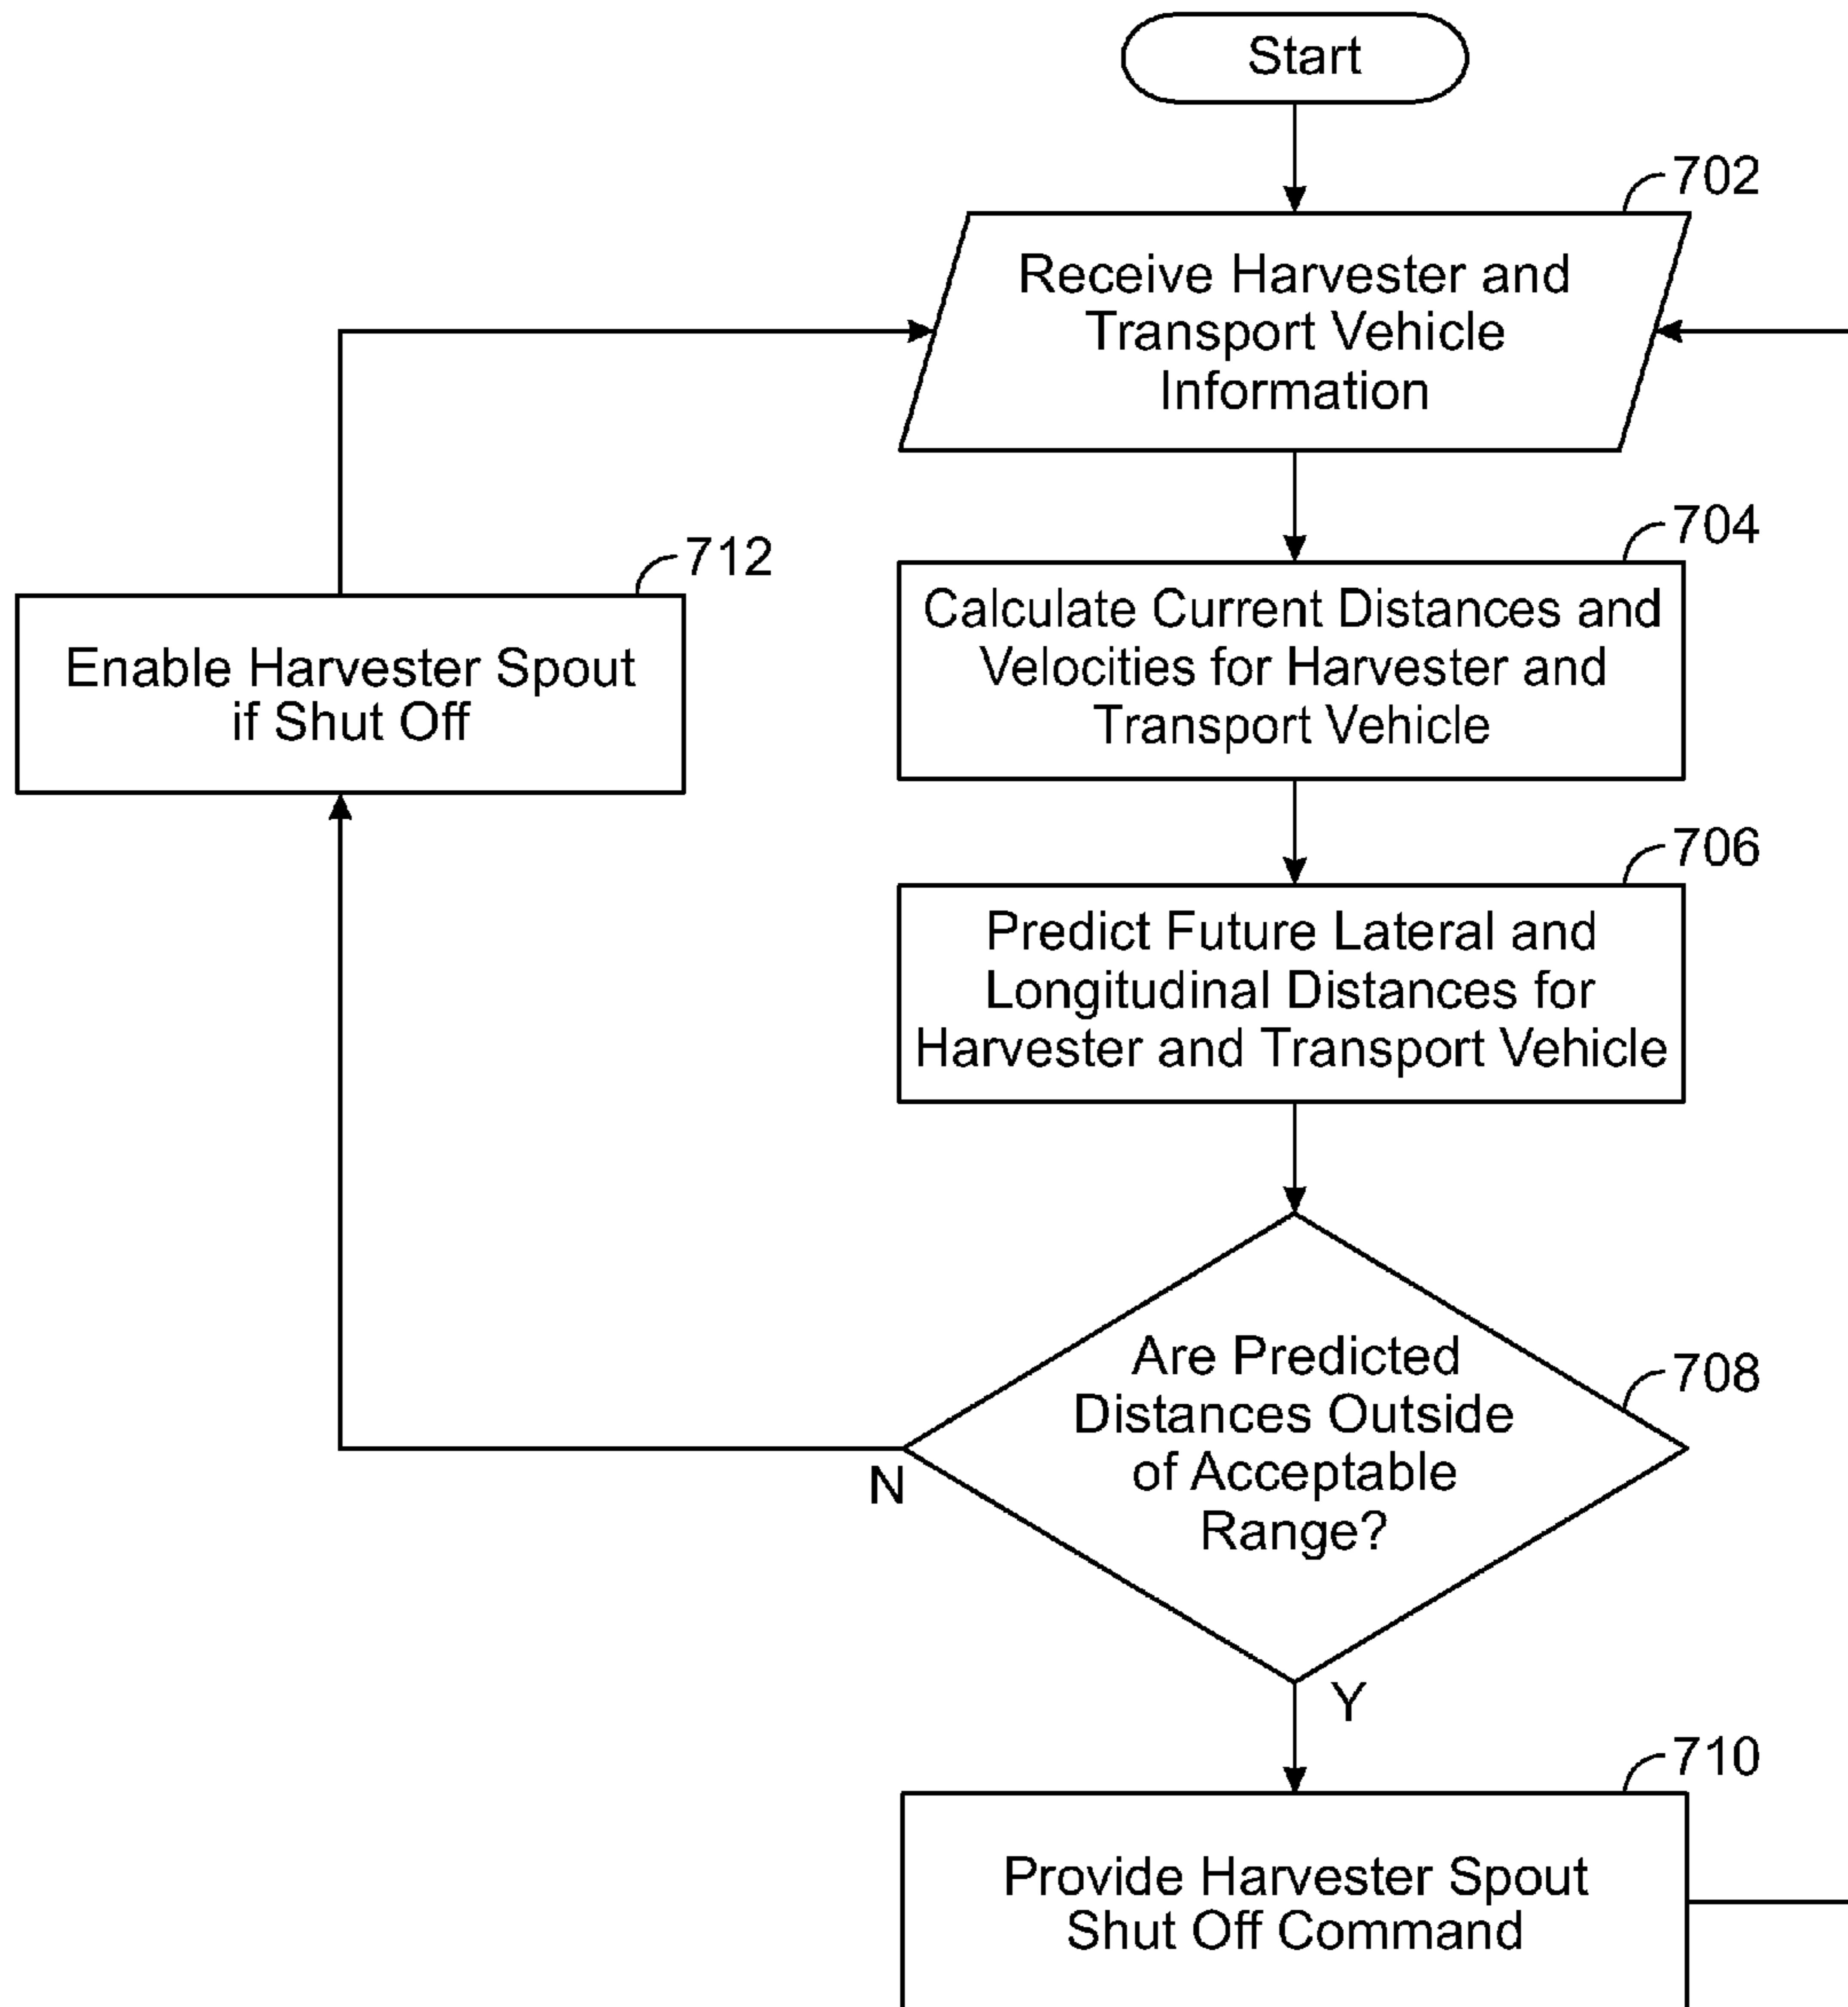 Start
702
Receive Harvester and
Transport Vehicle
Information
704
Calculate Current Distances and
Velocities for Harvester and
Transport Vehicle
712
Enable Harvester Spout
if Shut Off
706
Predict Future Lateral and
Longitudinal Distances for
Harvester and Transport Vehicle
708
Are Predicted
Distances Outside
of Acceptable
Range?
N
Y
710
Provide Harvester Spout
Shut Off Command